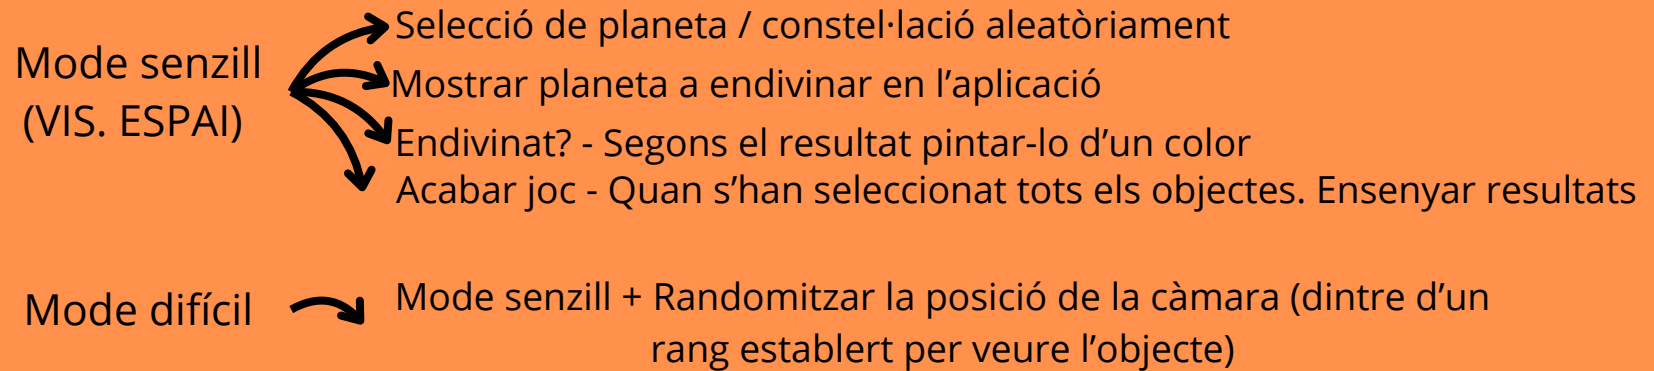 Mode senzill
(VIS. ESPAI)
Selecció de planeta / constel·lació aleatòriament
Mostrar planeta a endivinar en l’aplicació
Endivinat? - Segons el resultat pintar-lo d’un color
Acabar joc - Quan s’han seleccionat tots els objectes. Ensenyar resultats
Mode difícil
Mode senzill + Randomitzar la posició de la càmara (dintre d’un
rang establert per veure l’objecte)